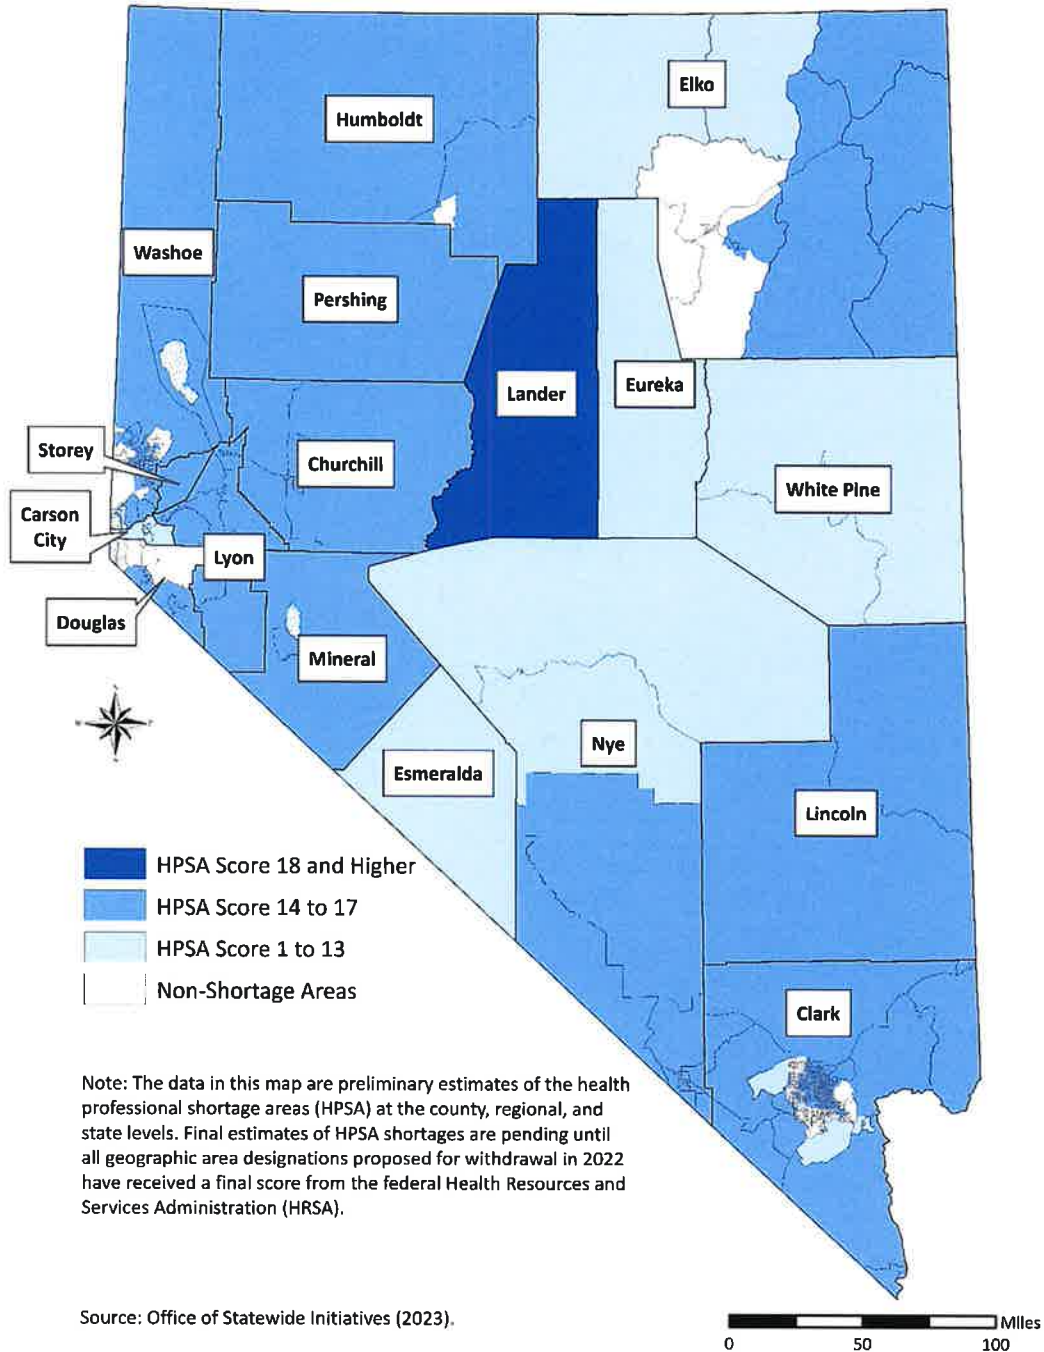 Elko
Humboldt
Washoe
Pershing
Lander
Eureka
Storey
Churchill
White Pine
Carson
City
Lyon
Douglas
Mineral
Nye
Esmeralda
Lincoln
HPSA Score 18 and Higher
HPSA Score 14 to 17
HPSA Score 1 to 13
Non-Shortage Areas
Clark
Note: The data in this map are preliminary estimates of the health
professional shortage areas (HPSA) at the county, regional, and
state levels. Final estimates of HPSA shortages are pending until
all geographic area designations proposed for withdrawal in 2022
have received a final score from the federal Health Resources and
Services Administration (HRSA).
Source: Office of Statewide Initiatives (2023).
Miles
0 50 100